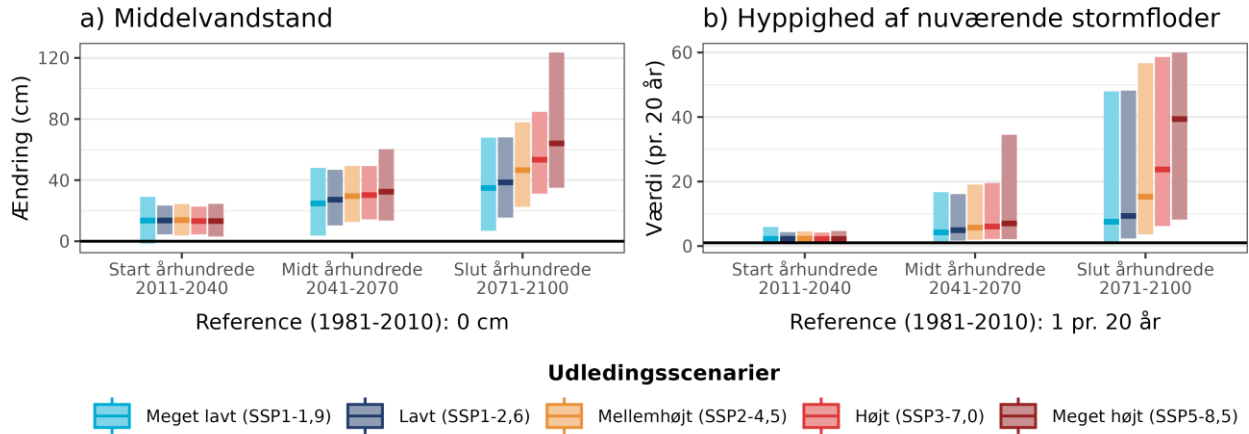 a) Middelvandstand
Ændring (cm)
120
80
40
0
Start århundrede
2011-2040
Midt århundrede
2041-2070
Slut århundrede
2071-2100
Reference (1981-2010): 0 cm
b) Hyppighed af nuværende stormfloder
Værdi (pr. 20 år)
60
40
20
0
Start århundrede
2011-2040
Midt århundrede
2041-2070
Slut århundrede
2071-2100
Reference (1981-2010): 1 pr. 20 år
Udledingsscenarier
Meget lavt (SSP1-1,9)
Lavt (SSP1-2,6)
Mellemhøjt (SSP2-4,5)
Højt (SSP3-7,0)
Meget højt (SSP5-8,5)